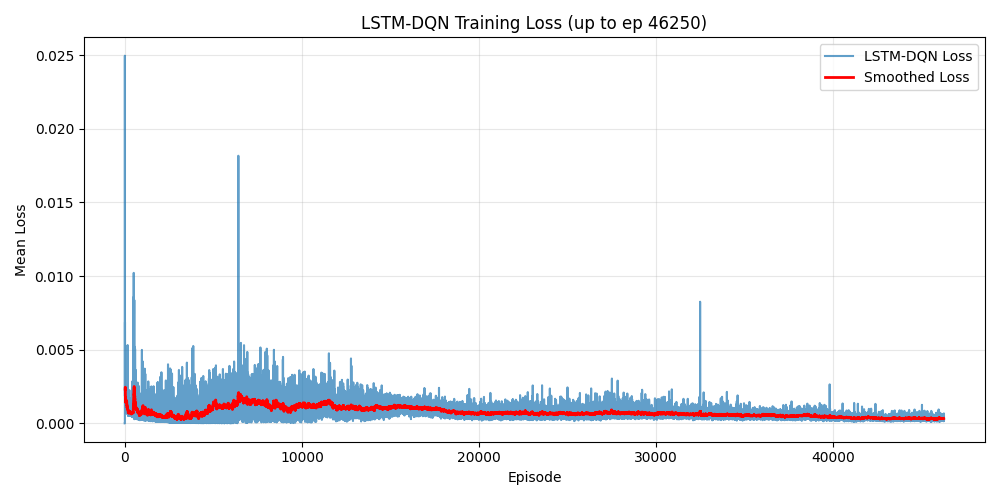 LSTM-DQN Training Loss (up to ep 46250)
LSTM-DQN Loss
Smoothed Loss
Mean Loss
0.025
0.020
0.015
0.010
0.005
0.000
0 10000 20000 30000 40000
Episode